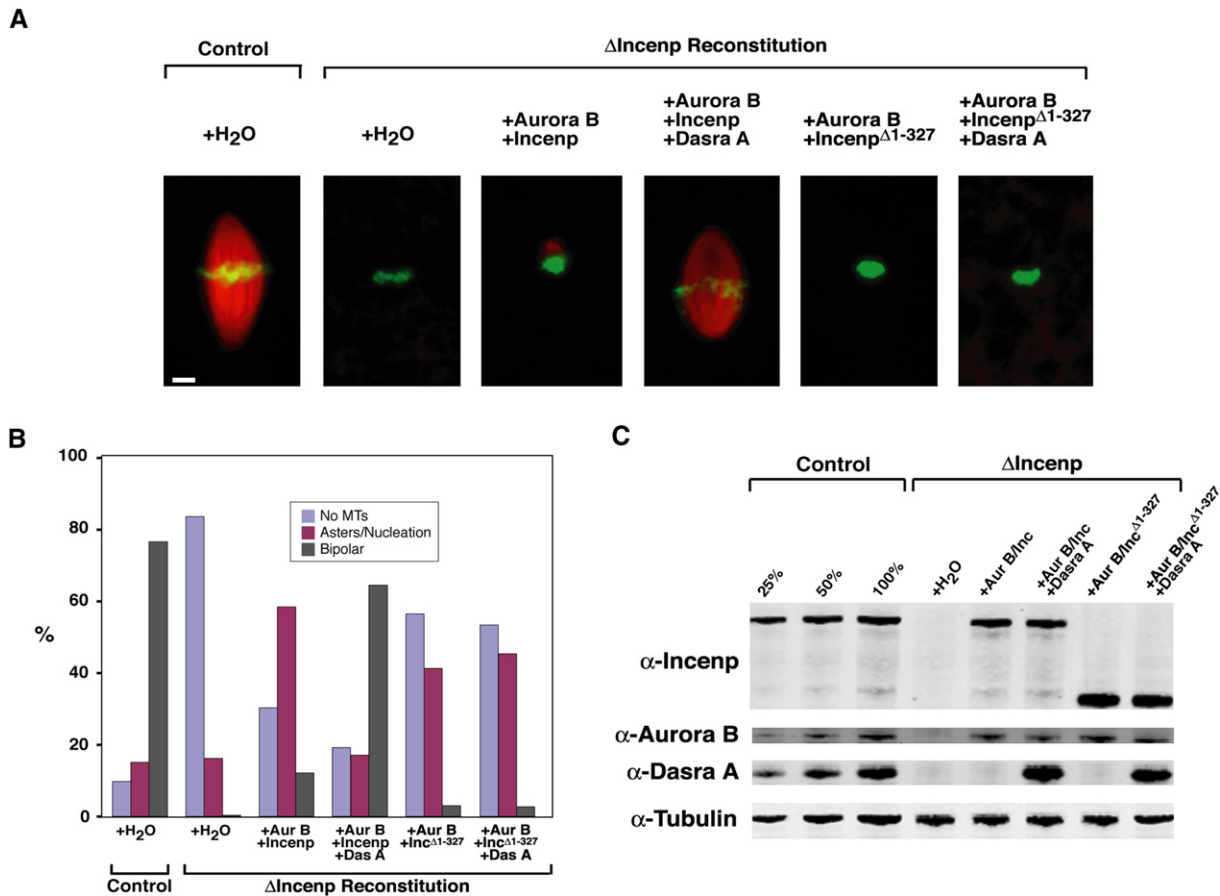 A
Control
ΔIncenp Reconstitution
+H2O
+H2O
+Aurora B
+Incenp
+Aurora B
+Incenp
+Dasra A
+Aurora B
+IncenpΔ1-327
+Aurora B
+IncenpΔ1-327
+Dasra A
B
%
100
80
60
40
20
0
No MTs
Asters/Nucleation
Bipolar
+H2O
+H2O
+Aur B
+Incenp
+Aur B
+Incenp
+Das A
+Aur B
+IncΔ1-327
+Aur B
+IncΔ1-327
+Das A
Control
ΔIncenp Reconstitution
C
Control
ΔIncenp
25%
50%
100%
+H2O
+Aur B/Inc
+Aur B/Inc
+Dasra A
+Aur B/IncΔ1-327
+Aur B/IncΔ1-327
+Dasra A
α-Incenp
α-Aurora B
α-Dasra A
α-Tubulin